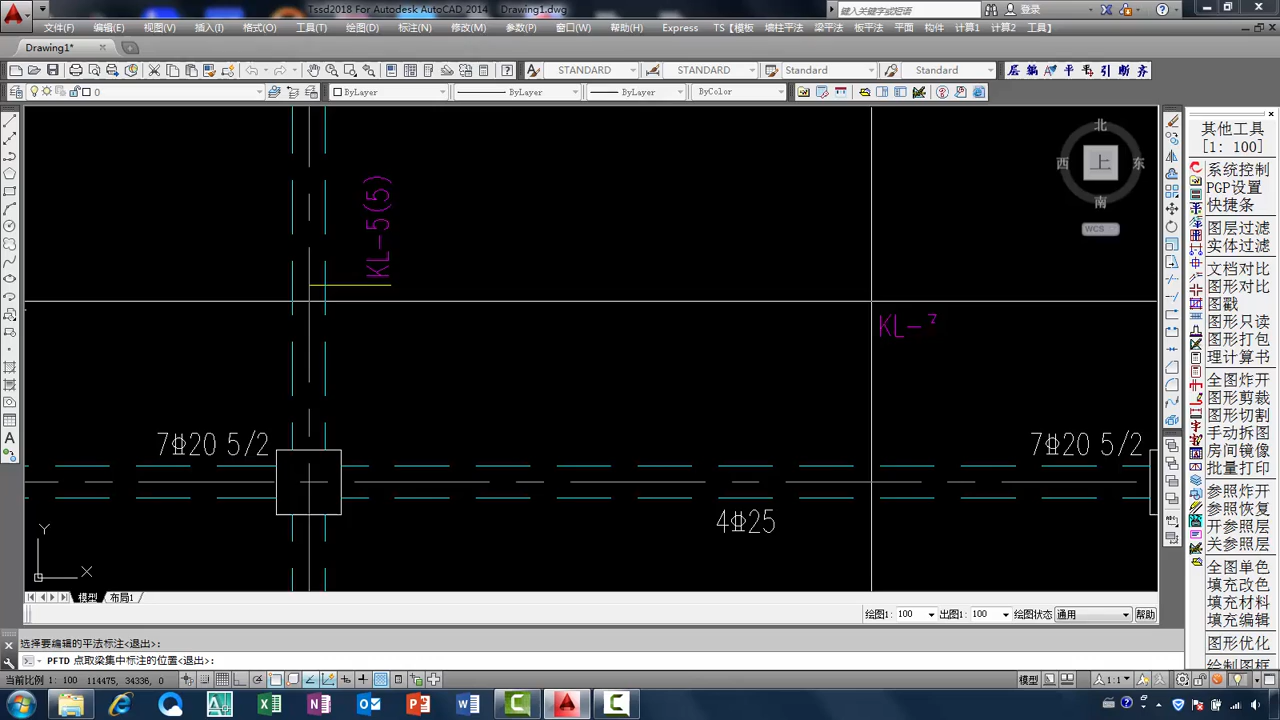 Tssd2018 For Autodesk AutoCAD 2014    Drawing1.dwg
键入关键字或短语
登录
文件(F) 编辑(E) 视图(V) 插入(I) 格式(O) 工具(T) 绘图(D) 标注(N) 修改(M) 参数(P) 窗口(W) 帮助(H) Express TS【模板 墙柱平法 梁平法 板平法 平面 构件 计算1 计算2 工具】
Drawing1*
STANDARD STANDARD Standard Standard
0 ByLayer ByLayer ByLayer ByColor
北
西 上 东
南
WCS
KL-5(5)
KL-7
7Φ20 5/2
7Φ20 5/2
4Φ25
Y
X
其他工具
[1: 100]
系统控制
PGP设置
快捷条
图层过滤
实体过滤
文档对比
图形对比
图戳
图形只读
图形打包
理计算书
全图炸开
图形剪裁
图形切割
手动拆图
房间镜像
批量打印
参照炸开
参照恢复
开参照层
关参照层
全图单色
填充改色
填充材料
填充编辑
图形优化
绘制图框
模型 布局1
绘图1: 100 出图1: 100 绘图状态 通用 帮助
选择要编辑的平法标注<退出>:
PFTD 点取梁集中标注的位置<退出>:
当前比例 1: 100 114475, 34336, 0
模型 1:1